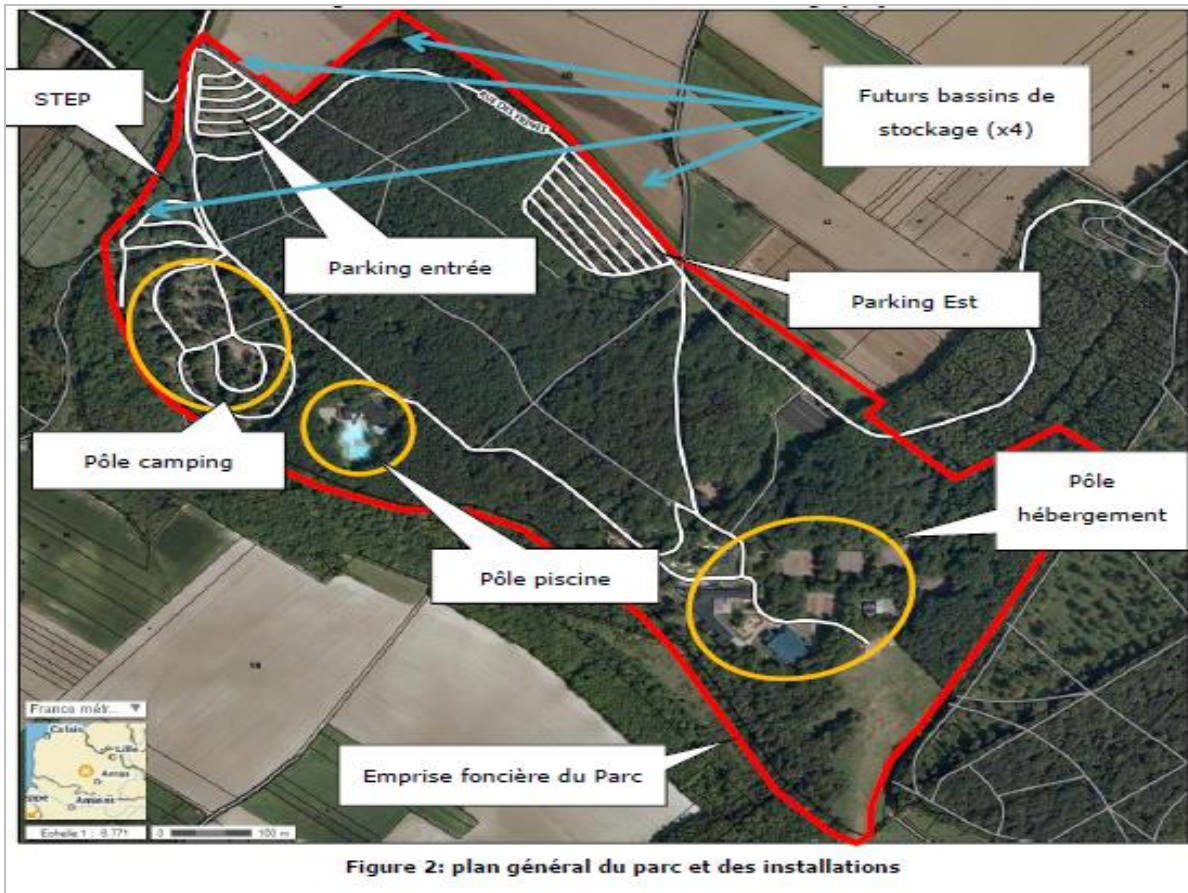 STEP
Futurs bassins de
stockage (x4)
Parking entrée
Parking Est
Pôle camping
Pôle piscine
Pôle
hébergement
Emprise foncière du Parc
France métr... ▼
Calais
Lille
Arras
Amiens
Echelle 1 : 8.771
0
100 m
Figure 2: plan général du parc et des installations